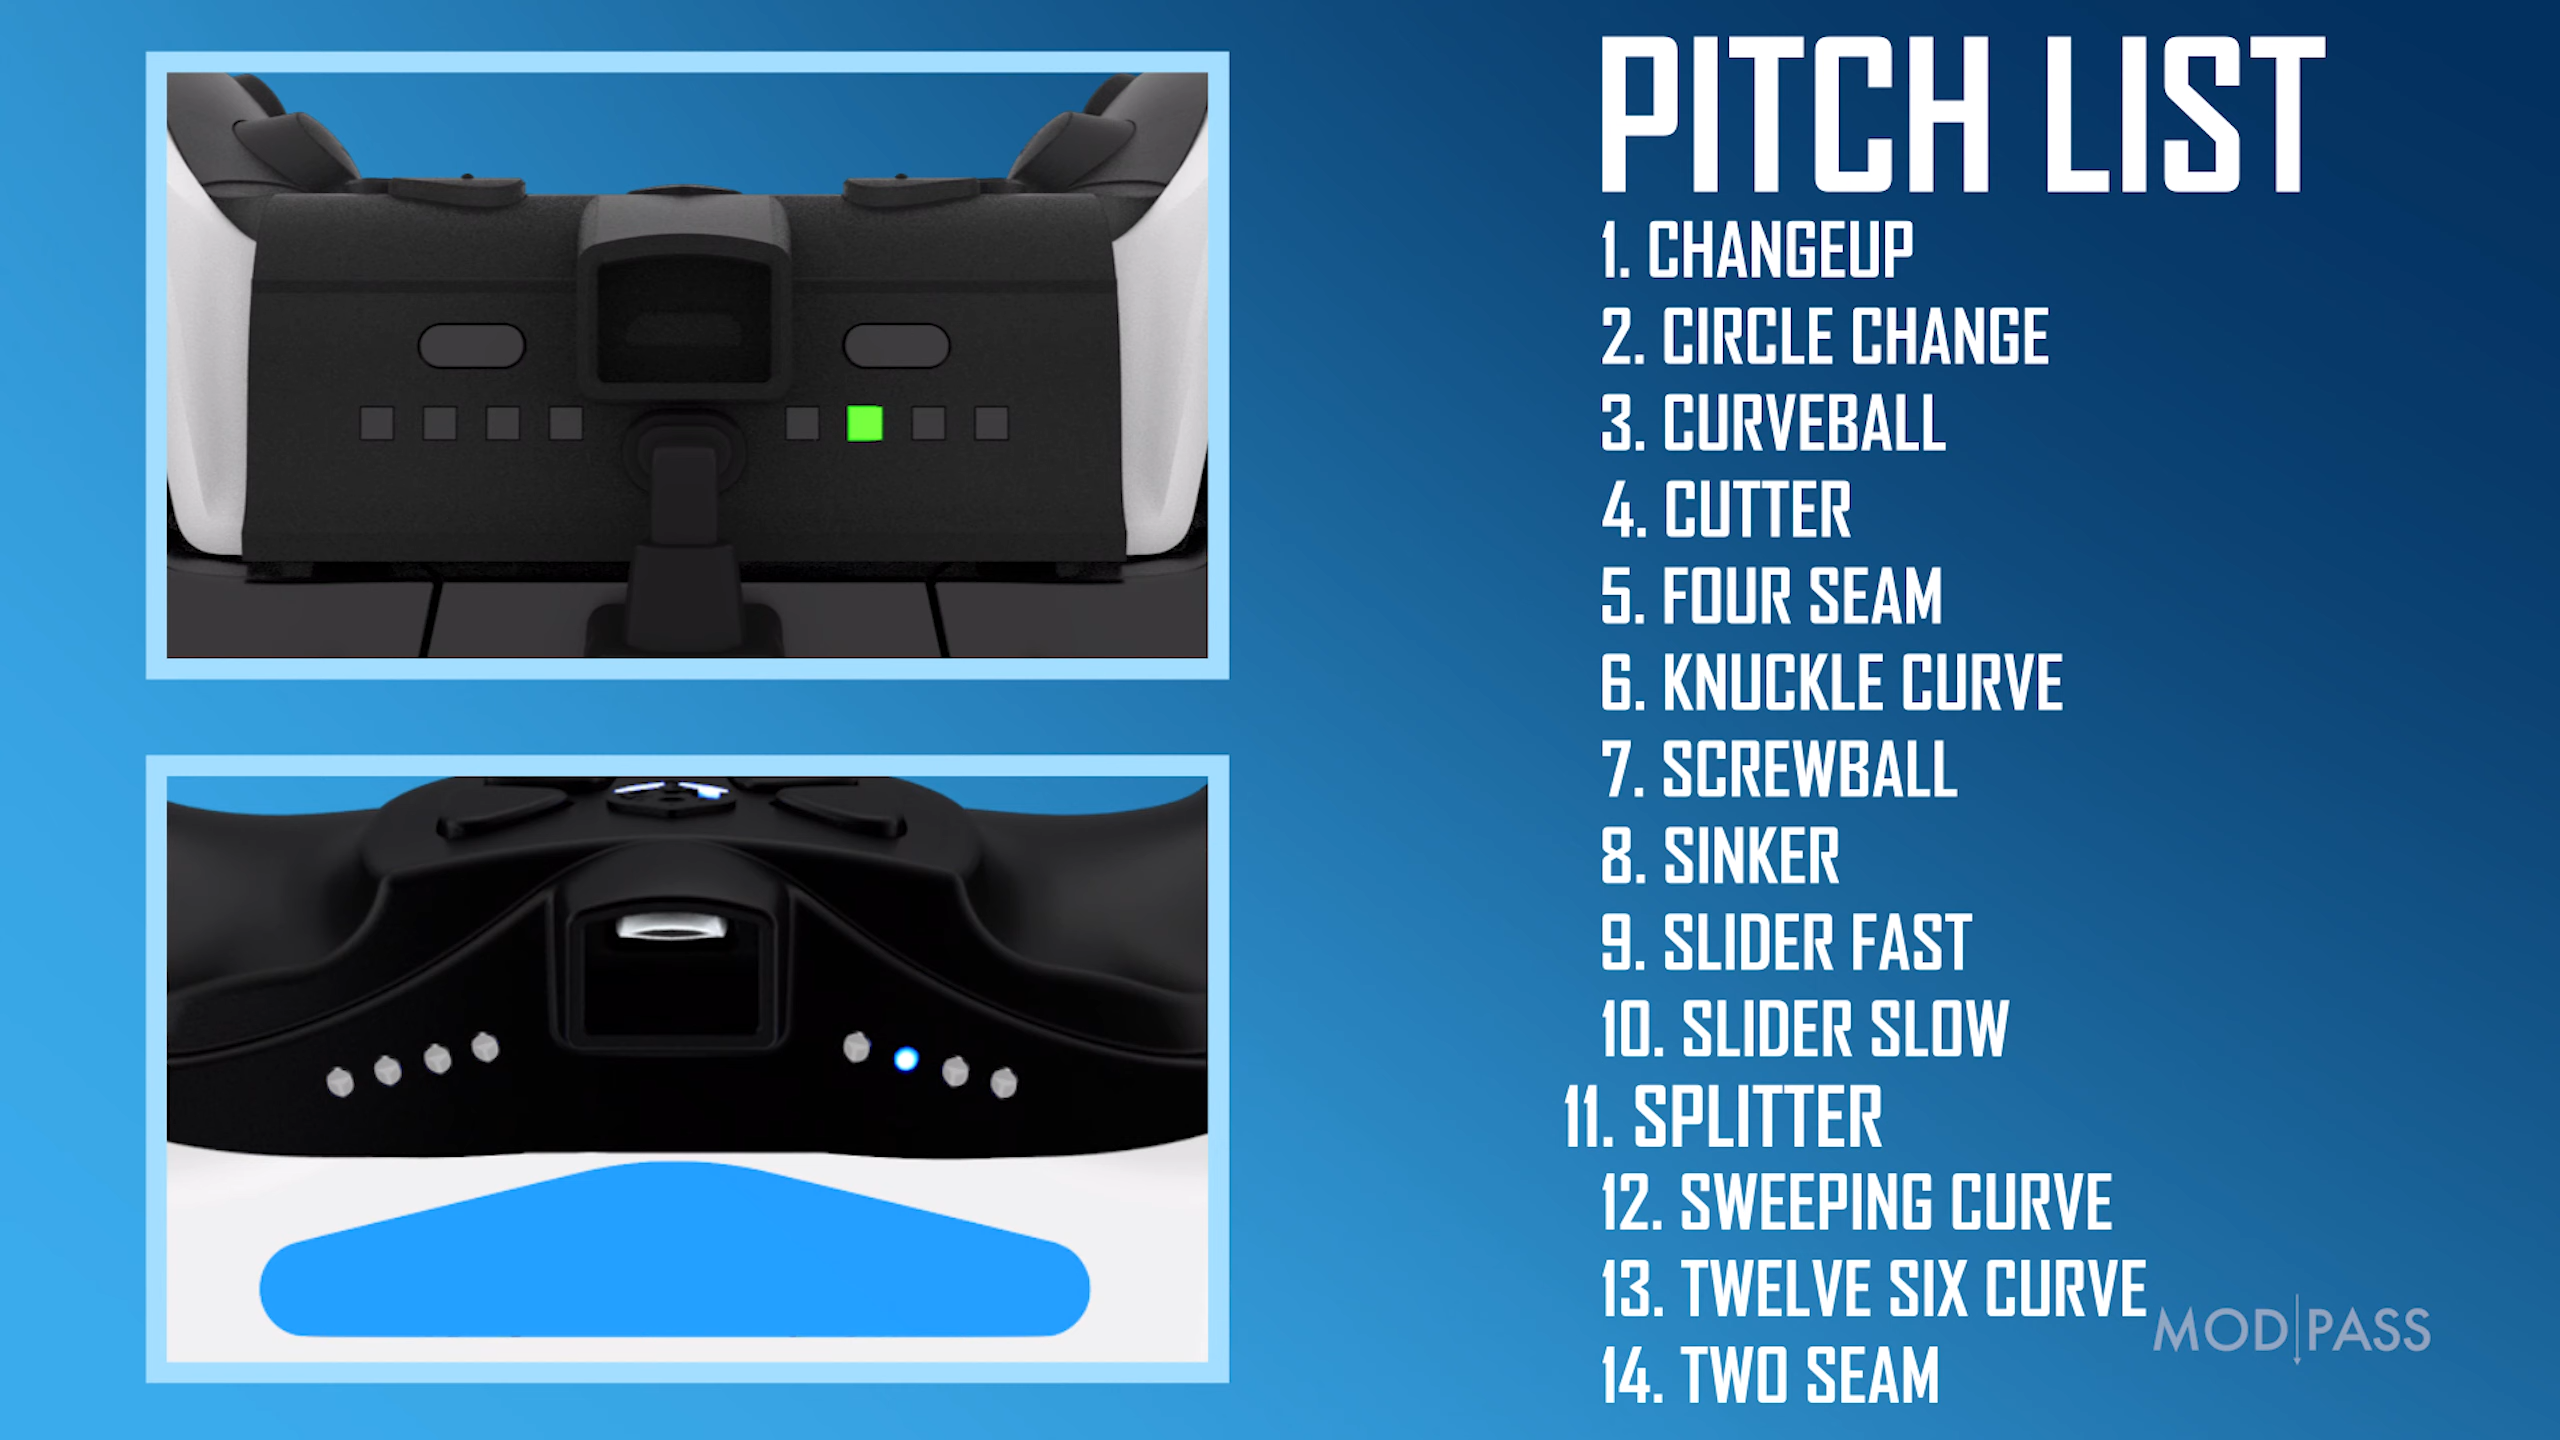 PITCH LIST
1. CHANGEUP
2. CIRCLE CHANGE
3. CURVEBALL
4. CUTTER
5. FOUR SEAM
6. KNUCKLE CURVE
7. SCREWBALL
8. SINKER
9. SLIDER FAST
10. SLIDER SLOW
11. SPLITTER
12. SWEEPING CURVE
13. TWELVE SIX CURVE
14. TWO SEAM
MOD|PASS